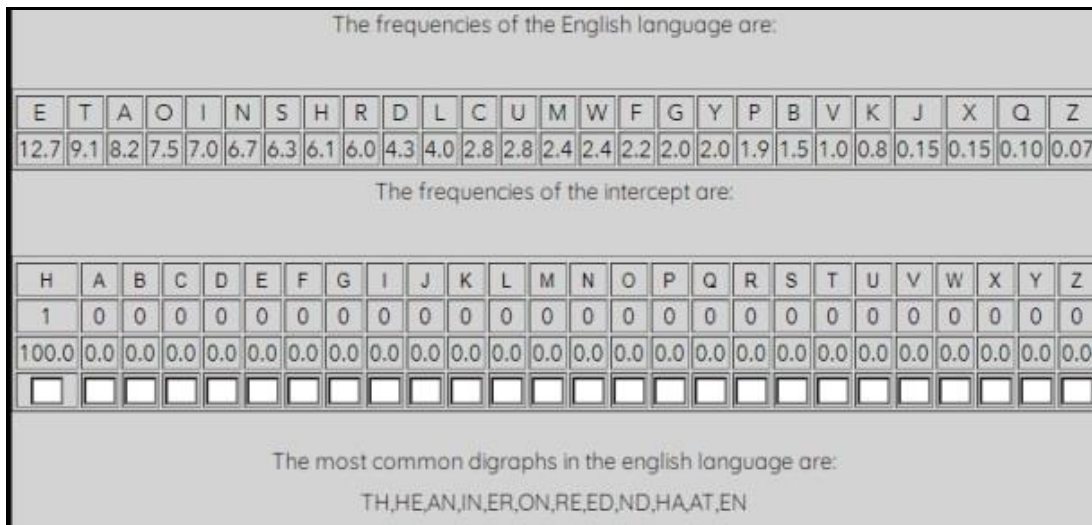 The frequencies of the English language are:
E T A O I N S H R D L C U M W F G Y P B V K J X Q Z
12.7 9.1 8.2 7.5 7.0 6.7 6.3 6.1 6.0 4.3 4.0 2.8 2.8 2.4 2.4 2.2 2.0 2.0 1.9 1.5 1.0 0.8 0.15 0.15 0.10 0.07
The frequencies of the intercept are:
H A B C D E F G I J K L M N O P Q R S T U V W X Y Z
1 0 0 0 0 0 0 0 0 0 0 0 0 0 0 0 0 0 0 0 0 0 0 0 0 0
100.0 0.0 0.0 0.0 0.0 0.0 0.0 0.0 0.0 0.0 0.0 0.0 0.0 0.0 0.0 0.0 0.0 0.0 0.0 0.0 0.0 0.0 0.0 0.0 0.0 0.0
The most common digraphs in the english language are:
TH,HE,AN,IN,ER,ON,RE,ED,ND,HA,AT,EN